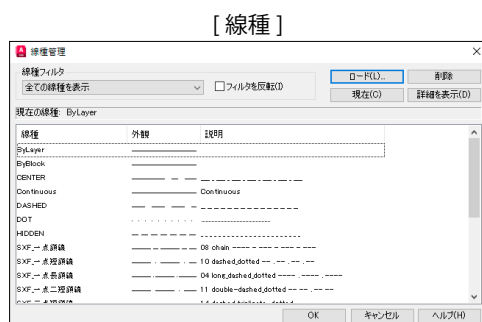 [ 線種 ]
線種管理
線種フィルタ
全ての線種を表示
フィルタを反転(I)
ロード(L)...
削除
現在(C)
詳細を表示(D)
現在の線種: ByLayer
線種 外観 説明
ByLayer
ByBlock
CENTER
Continuous Continuous
DASHED
DOT
HIDDEN
SXF_一点鎖線 08 chain
SXF_一点短鎖線 10 dashed_dotted
SXF_一点長鎖線 04 long_dashed_dotted
SXF_一点二短鎖線 11 double-dashed_dotted
OK キャンセル ヘルプ(H)